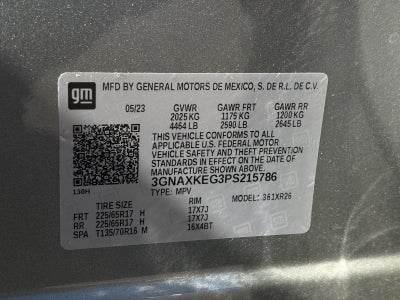 gm
MFD BY GENERAL MOTORS DE MEXICO, S. DE R.L. DE C.V.
05/23 GVWR GAWR FRT GAWR RR
2025 KG 1175 KG 1200 KG
4464 LB 2590 LB 2645 LB
THIS VEHICLE CONFORMS TO ALL
APPLICABLE U.S. FEDERAL MOTOR
VEHICLE SAFETY AND THEFT PREVENTION
STANDARDS IN EFFECT ON THE DATE OF
MANUFACTURE SHOWN ABOVE.
3GNAXKEG3PS215786
130H TYPE: MPV MODEL: 361XR26
TIRE SIZE RIM
FRT 225/65R17 H 17X7J
RR 225/65R17 H 17X7J
SPA T135/70R16 M 16X4BT